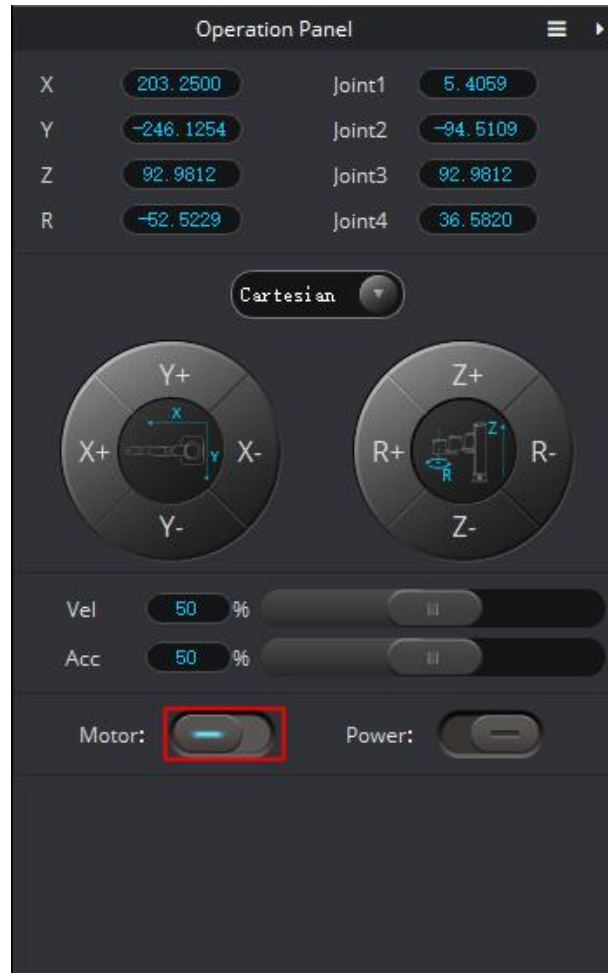 Operation Panel
X 203.2500 Joint1 5.4059
Y -246.1254 Joint2 -94.5109
Z 92.9812 Joint3 92.9812
R -52.5229 Joint4 36.5820
Cartesian
Y+ Z+
X
X+ Y X- R+ Z R R-
Y- Z-
Vel 50 %
Acc 50 %
Motor: Power: